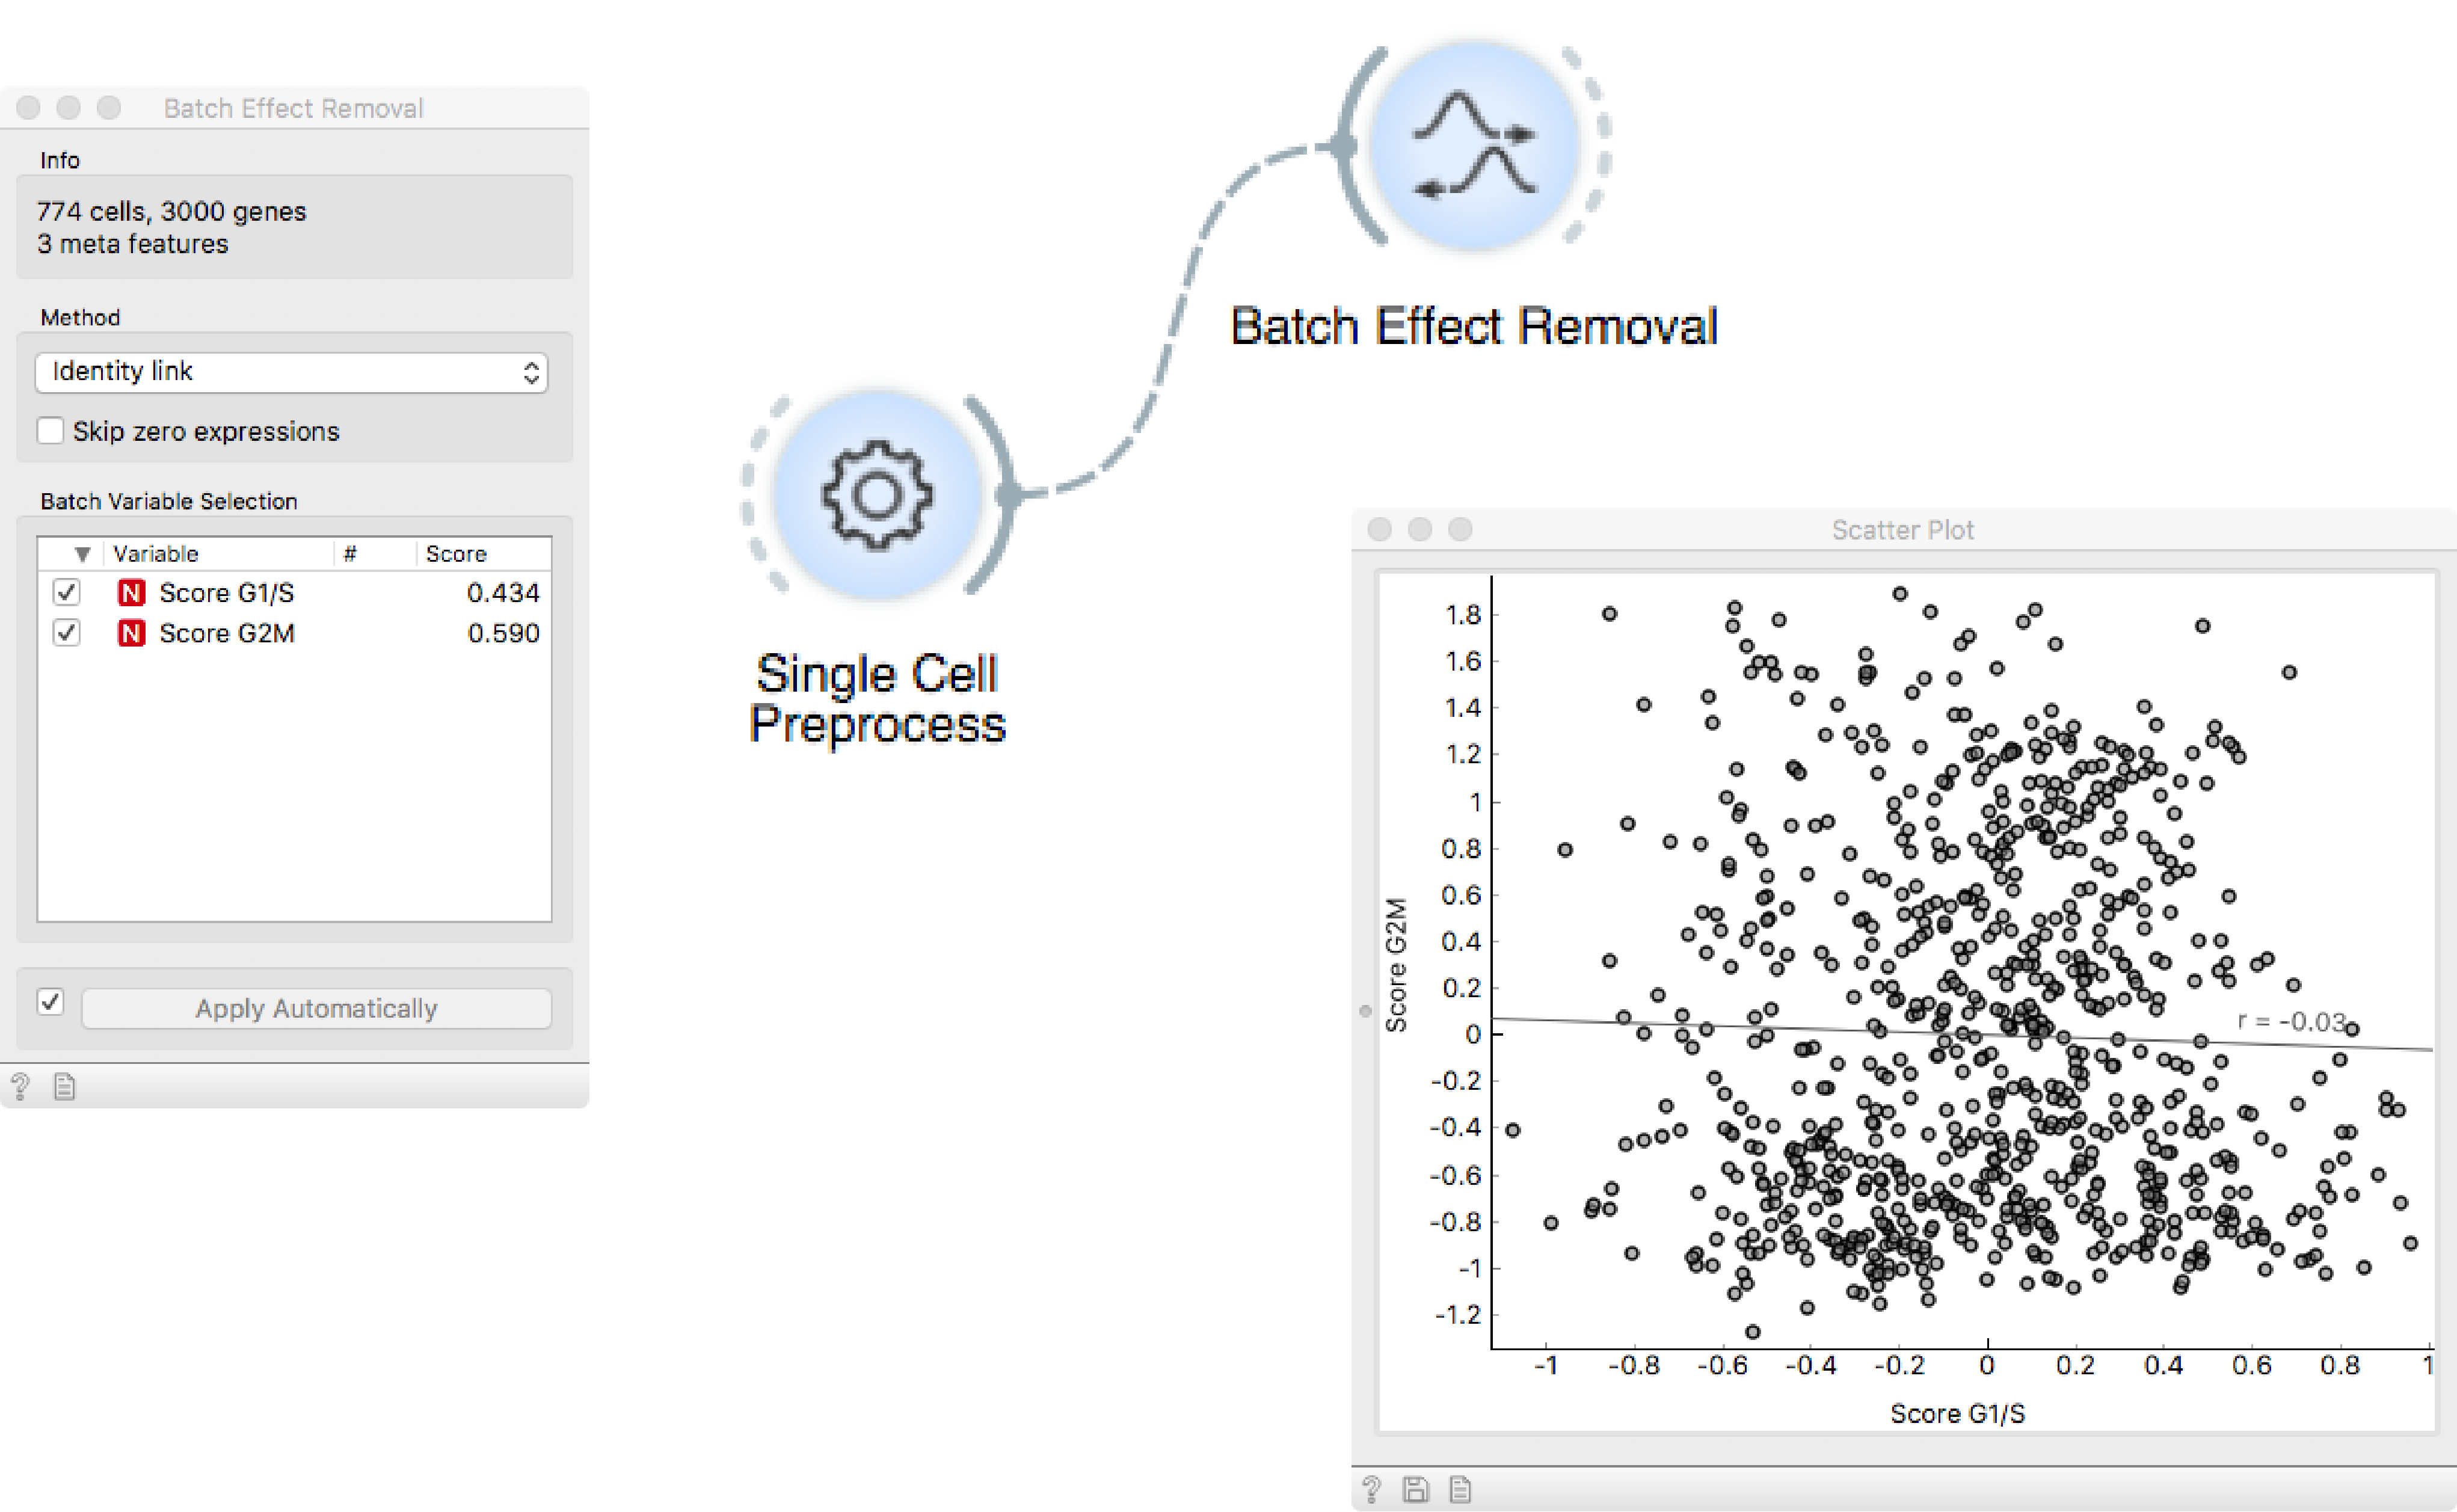 Batch Effect Removal
Info
774 cells, 3000 genes
3 meta features
Method
Identity link
Skip zero expressions
Batch Variable Selection
Variable # Score
N Score G1/S 0.434
N Score G2M 0.590
Apply Automatically
?
Batch Effect Removal
Single Cell
Preprocess
Scatter Plot
1.8
1.6
1.4
1.2
1
0.8
0.6
0.4
0.2
0
-0.2
-0.4
-0.6
-0.8
-1
-1.2
Score G2M
r = -0.03
-1 -0.8 -0.6 -0.4 -0.2 0 0.2 0.4 0.6 0.8 1
Score G1/S
?